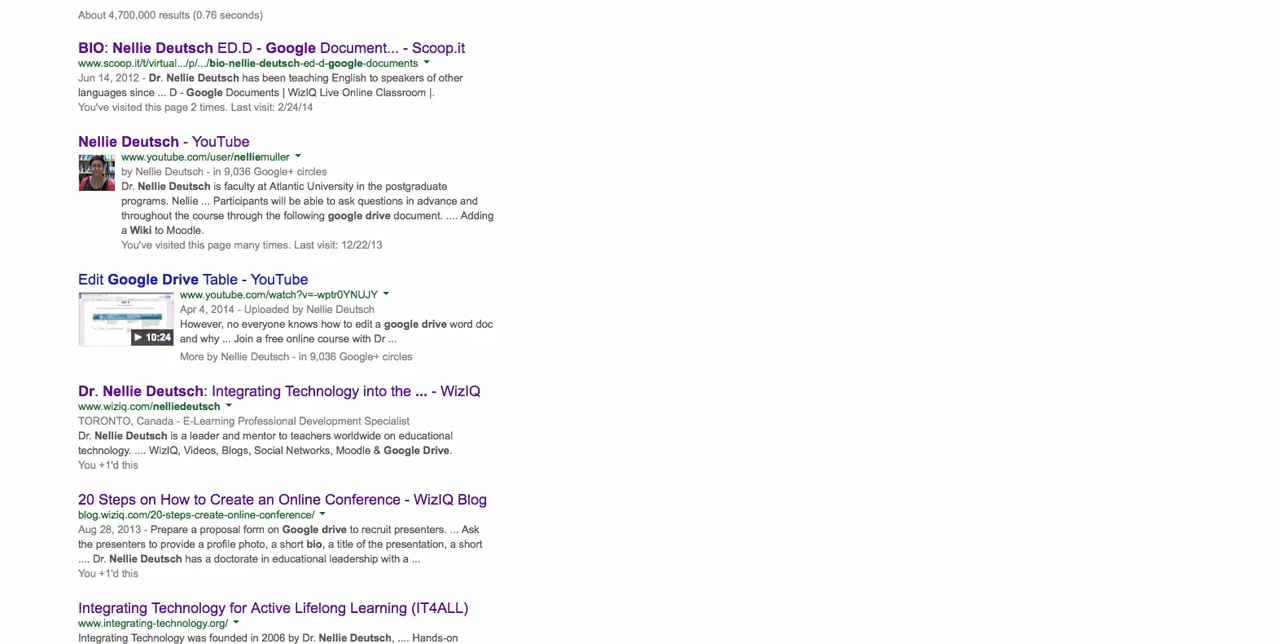 About 4,700,000 results (0.76 seconds)
BIO: Nellie Deutsch ED.D - Google Document... - Scoop.it
www.scoop.it/t/virtual.../p/.../bio-nellie-deutsch-ed-d-google-documents
Jun 14, 2012 - Dr. Nellie Deutsch has been teaching English to speakers of other
languages since ... D - Google Documents | WizIQ Live Online Classroom |.
You've visited this page 2 times. Last visit: 2/24/14
Nellie Deutsch - YouTube
www.youtube.com/user/nelliemuller
by Nellie Deutsch - in 9,036 Google+ circles
Dr. Nellie Deutsch is faculty at Atlantic University in the postgraduate
programs. Nellie ... Participants will be able to ask questions in advance and
throughout the course through the following google drive document. .... Adding
a Wiki to Moodle.
You've visited this page many times. Last visit: 12/22/13
Edit Google Drive Table - YouTube
www.youtube.com/watch?v=-wptr0YNUJY
Apr 4, 2014 - Uploaded by Nellie Deutsch
However, no everyone knows how to edit a google drive word doc
10:24
and why ... Join a free online course with Dr ...
More by Nellie Deutsch - in 9,036 Google+ circles
Dr. Nellie Deutsch: Integrating Technology into the ... - WizIQ
www.wiziq.com/nelliedeutsch
TORONTO, Canada - E-Learning Professional Development Specialist
Dr. Nellie Deutsch is a leader and mentor to teachers worldwide on educational
technology. .... WizIQ, Videos, Blogs, Social Networks, Moodle & Google Drive.
You +1'd this
20 Steps on How to Create an Online Conference - WizIQ Blog
blog.wiziq.com/20-steps-create-online-conference/
Aug 28, 2013 - Prepare a proposal form on Google drive to recruit presenters. ... Ask
the presenters to provide a profile photo, a short bio, a title of the presentation, a short
.... Dr. Nellie Deutsch has a doctorate in educational leadership with a ...
You +1'd this
Integrating Technology for Active Lifelong Learning (IT4ALL)
www.integrating-technology.org/
Integrating Technology was founded in 2006 by Dr. Nellie Deutsch, .... Hands-on